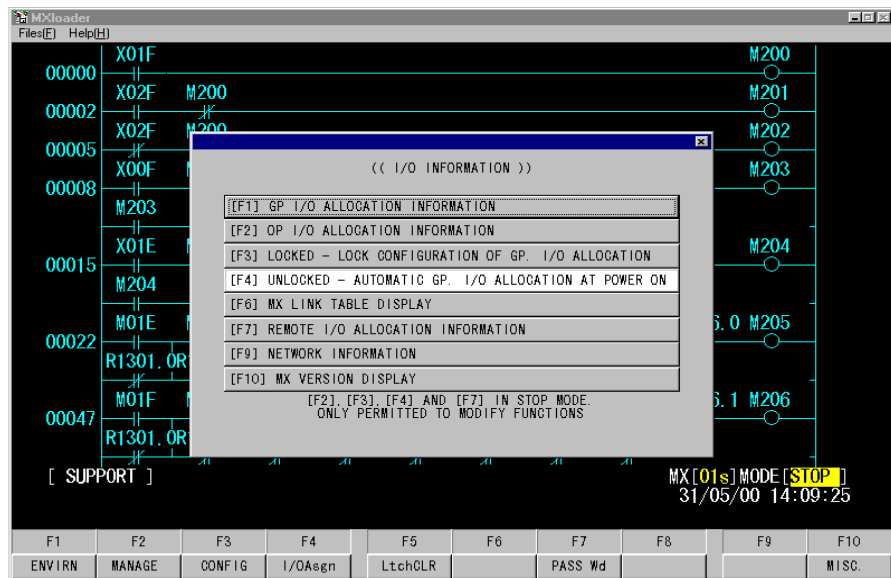 MXloader
Files(F) Help(H)
X01F M200
00000
X02F M200 M201
00002
X02F M200 M202
00005
X00F M203
00008
M203
X01E M204
00015
M204
M01E 6.0 M205
00022
R1301.0R
M01F 6.1 M206
00047
R1301.0R
(( I/O INFORMATION ))
[F1] GP I/O ALLOCATION INFORMATION
[F2] OP I/O ALLOCATION INFORMATION
[F3] LOCKED - LOCK CONFIGURATION OF GP. I/O ALLOCATION
[F4] UNLOCKED - AUTOMATIC GP. I/O ALLOCATION AT POWER ON
[F6] MX LINK TABLE DISPLAY
[F7] REMOTE I/O ALLOCATION INFORMATION
[F9] NETWORK INFORMATION
[F10] MX VERSION DISPLAY
[F2], [F3], [F4] AND [F7] IN STOP MODE.
ONLY PERMITTED TO MODIFY FUNCTIONS
[ SUPPORT ] MX[01s]MODE[STOP ]
31/05/00 14:09:25
F1 F2 F3 F4 F5 F6 F7 F8 F9 F10
ENVIRN MANAGE CONFIG I/OAsgn LtchCLR PASS Wd MISC.